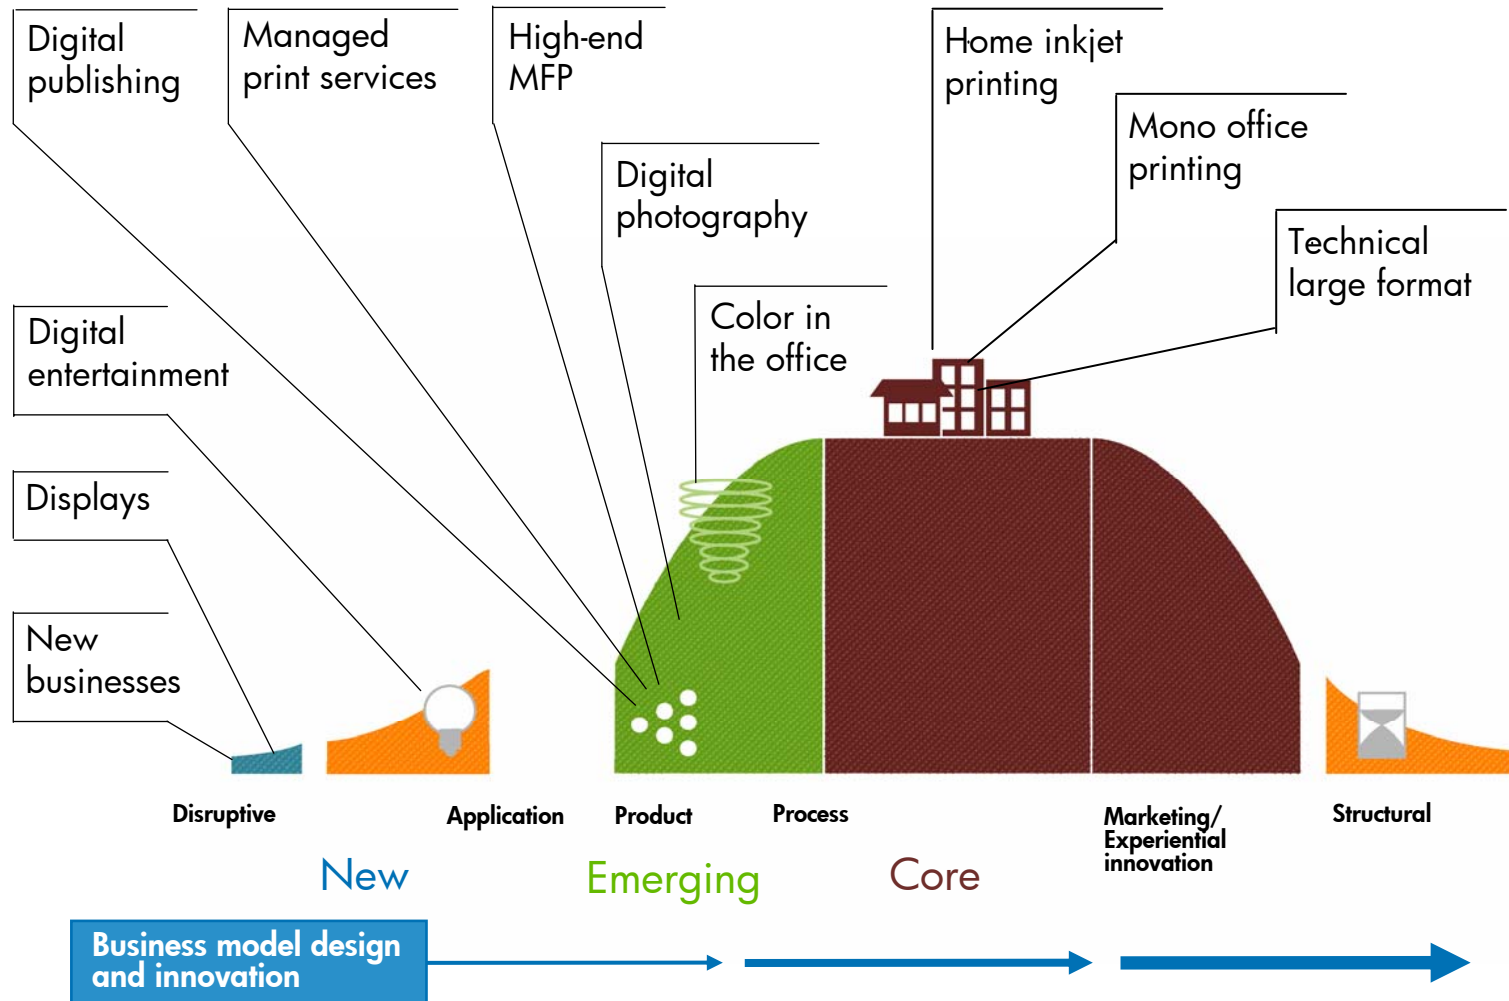 Digital
publishing
Managed
print services
High-end
MFP
Home inkjet
printing
Mono office
printing
Digital
photography
Technical
large format
Color in
the office
Digital
entertainment
Displays
New
businesses
Disruptive
Application
Product
Process
Marketing/
Experiential
innovation
Structural
New
Emerging
Core
Business model design
and innovation